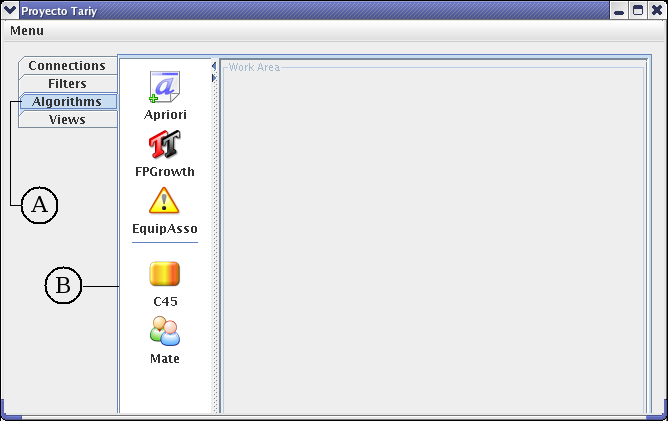 Proyecto Tariy
Menu
Connections
Filters
Algorithms
Views
A
B
Apriori
FPGrowth
EquipAsso
C45
Mate
Work Area